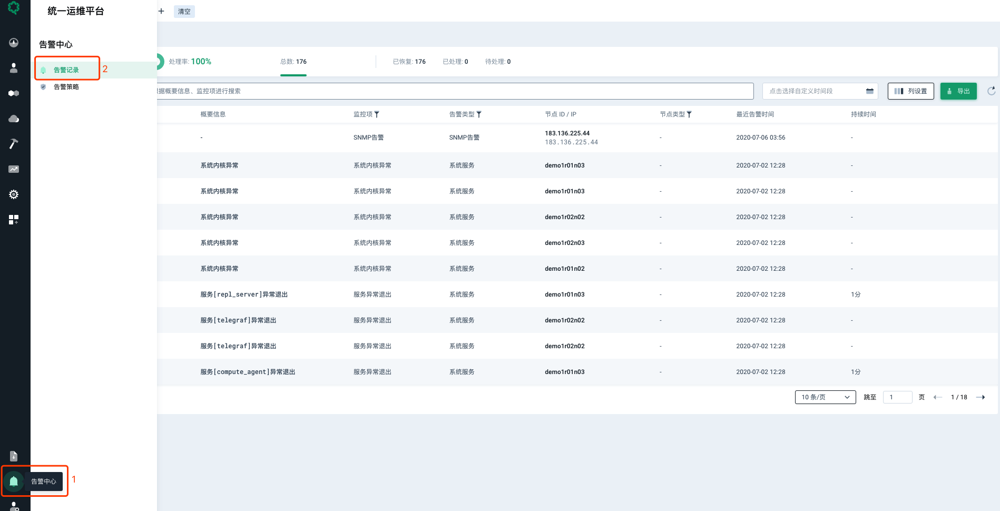 统一运维平台
+ 清空
告警中心
告警记录 2
告警策略
处理率: 100% 总数: 176 已恢复: 176 已处理: 0 待处理: 0
据概要信息、监控项进行搜索 点击选择自定义时间段 列设置 导出
概要信息 监控项 告警类型 节点 ID / IP 节点类型 最近告警时间 持续时间
- SNMP告警 SNMP告警 183.136.225.44 - 2020-07-06 03:56 -
183.136.225.44
系统内核异常 系统内核异常 系统服务 demo1r01n03 - 2020-07-02 12:28 -
系统内核异常 系统内核异常 系统服务 demo1r01n03 - 2020-07-02 12:28 -
系统内核异常 系统内核异常 系统服务 demo1r02n02 - 2020-07-02 12:28 -
系统内核异常 系统内核异常 系统服务 demo1r02n03 - 2020-07-02 12:28 -
系统内核异常 系统内核异常 系统服务 demo1r01n02 - 2020-07-02 12:28 -
服务[repl_server]异常退出 服务异常退出 系统服务 demo1r01n03 - 2020-07-02 12:28 1分
服务[telegraf]异常退出 服务异常退出 系统服务 demo1r02n02 - 2020-07-02 12:28 -
服务[telegraf]异常退出 服务异常退出 系统服务 demo1r02n02 - 2020-07-02 12:28 -
服务[compute_agent]异常退出 服务异常退出 系统服务 demo1r01n03 - 2020-07-02 12:28 1分
10 条/页 跳至 1 页 1 / 18
告警中心 1